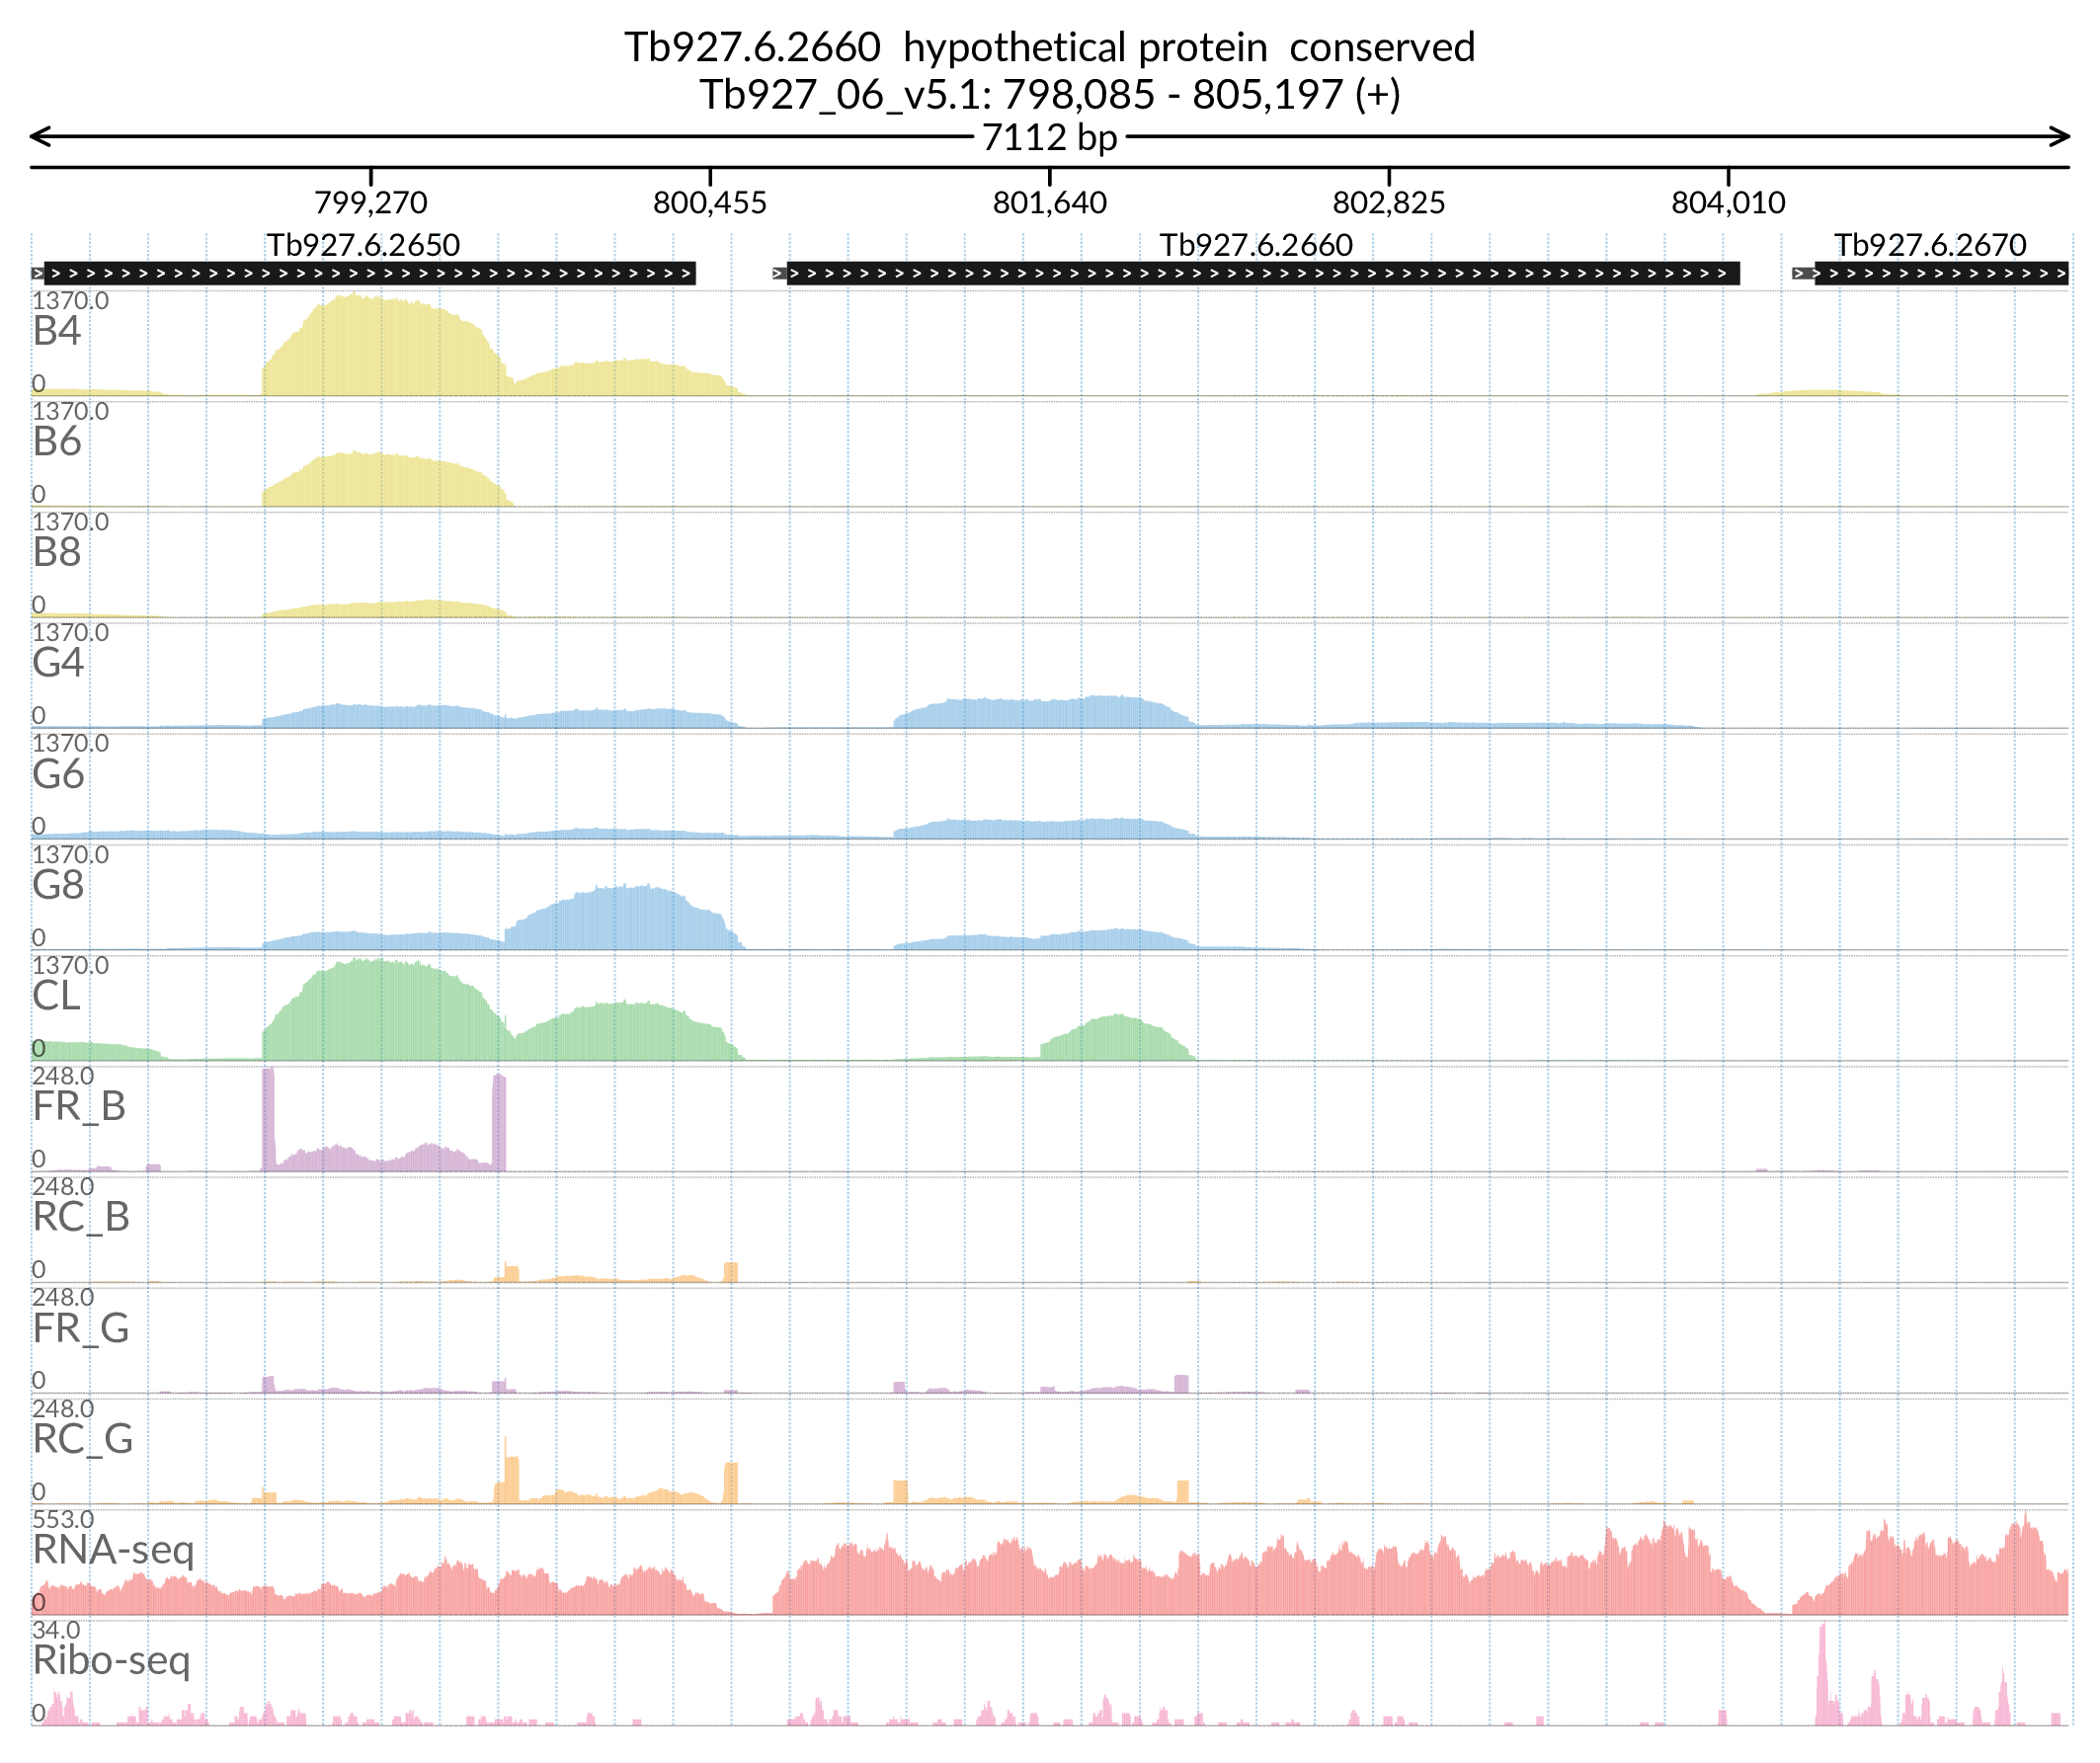 Tb927.6.2660 hypothetical protein conserved
Tb927_06_v5.1: 798,085 - 805,197 (+)
7112 bp
799,270 800,455 801,640 802,825 804,010
Tb927.6.2650 Tb927.6.2660 Tb927.6.2670
1370.0
B4
0
1370.0
B6
0
1370.0
B8
0
1370.0
G4
0
1370.0
G6
0
1370.0
G8
0
1370.0
CL
0
248.0
FR_B
0
248.0
RC_B
0
248.0
FR_G
0
248.0
RC_G
0
553.0
RNA-seq
0
34.0
Ribo-seq
0